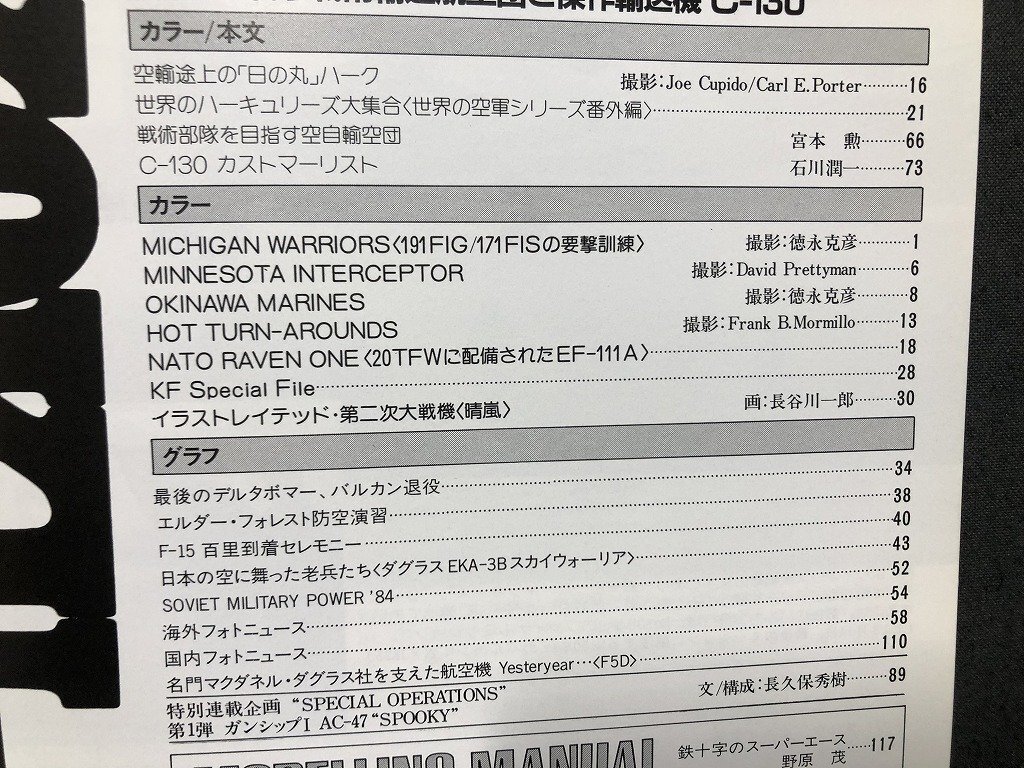 輸送機 C-130
カラー/本文
空輸途上の「日の丸」ハーク 撮影:Joe Cupido/Carl E.Porter………16
世界のハーキュリーズ大集合〈世界の空軍シリーズ番外編〉………21
戦術部隊を目指す空自輸空団 宮本 勲………66
C-130 カストマーリスト 石川潤一………73
カラー
MICHIGAN WARRIORS〈191FIG/171FISの要撃訓練〉 撮影:徳永克彦………1
MINNESOTA INTERCEPTOR 撮影:David Prettyman………6
OKINAWA MARINES 撮影:徳永克彦………8
HOT TURN-AROUNDS 撮影:Frank B.Mormillo………13
NATO RAVEN ONE〈20TFWに配備されたEF-111A〉………18
KF Special File………28
イラストレイテッド・第二次大戦機〈晴嵐〉 画:長谷川一郎………30
グラフ
最後のデルタボマー、バルカン退役………34
エルダー・フォレスト防空演習………38
F-15 百里到着セレモニー………40
日本の空に舞った老兵たち〈ダグラスEKA-3Bスカイウォーリア〉………43
SOVIET MILITARY POWER '84………52
海外フォトニュース………54
国内フォトニュース………58
名門マクダネル・ダグラス社を支えた航空機 Yesteryear…〈F5D〉………110
特別連載企画 “SPECIAL OPERATIONS”
第1弾 ガンシップⅠ AC-47 “SPOOKY” 文/構成:長久保秀樹………89
MODELLING MANUAL
鉄十字のスーパーエース……117
野原 茂